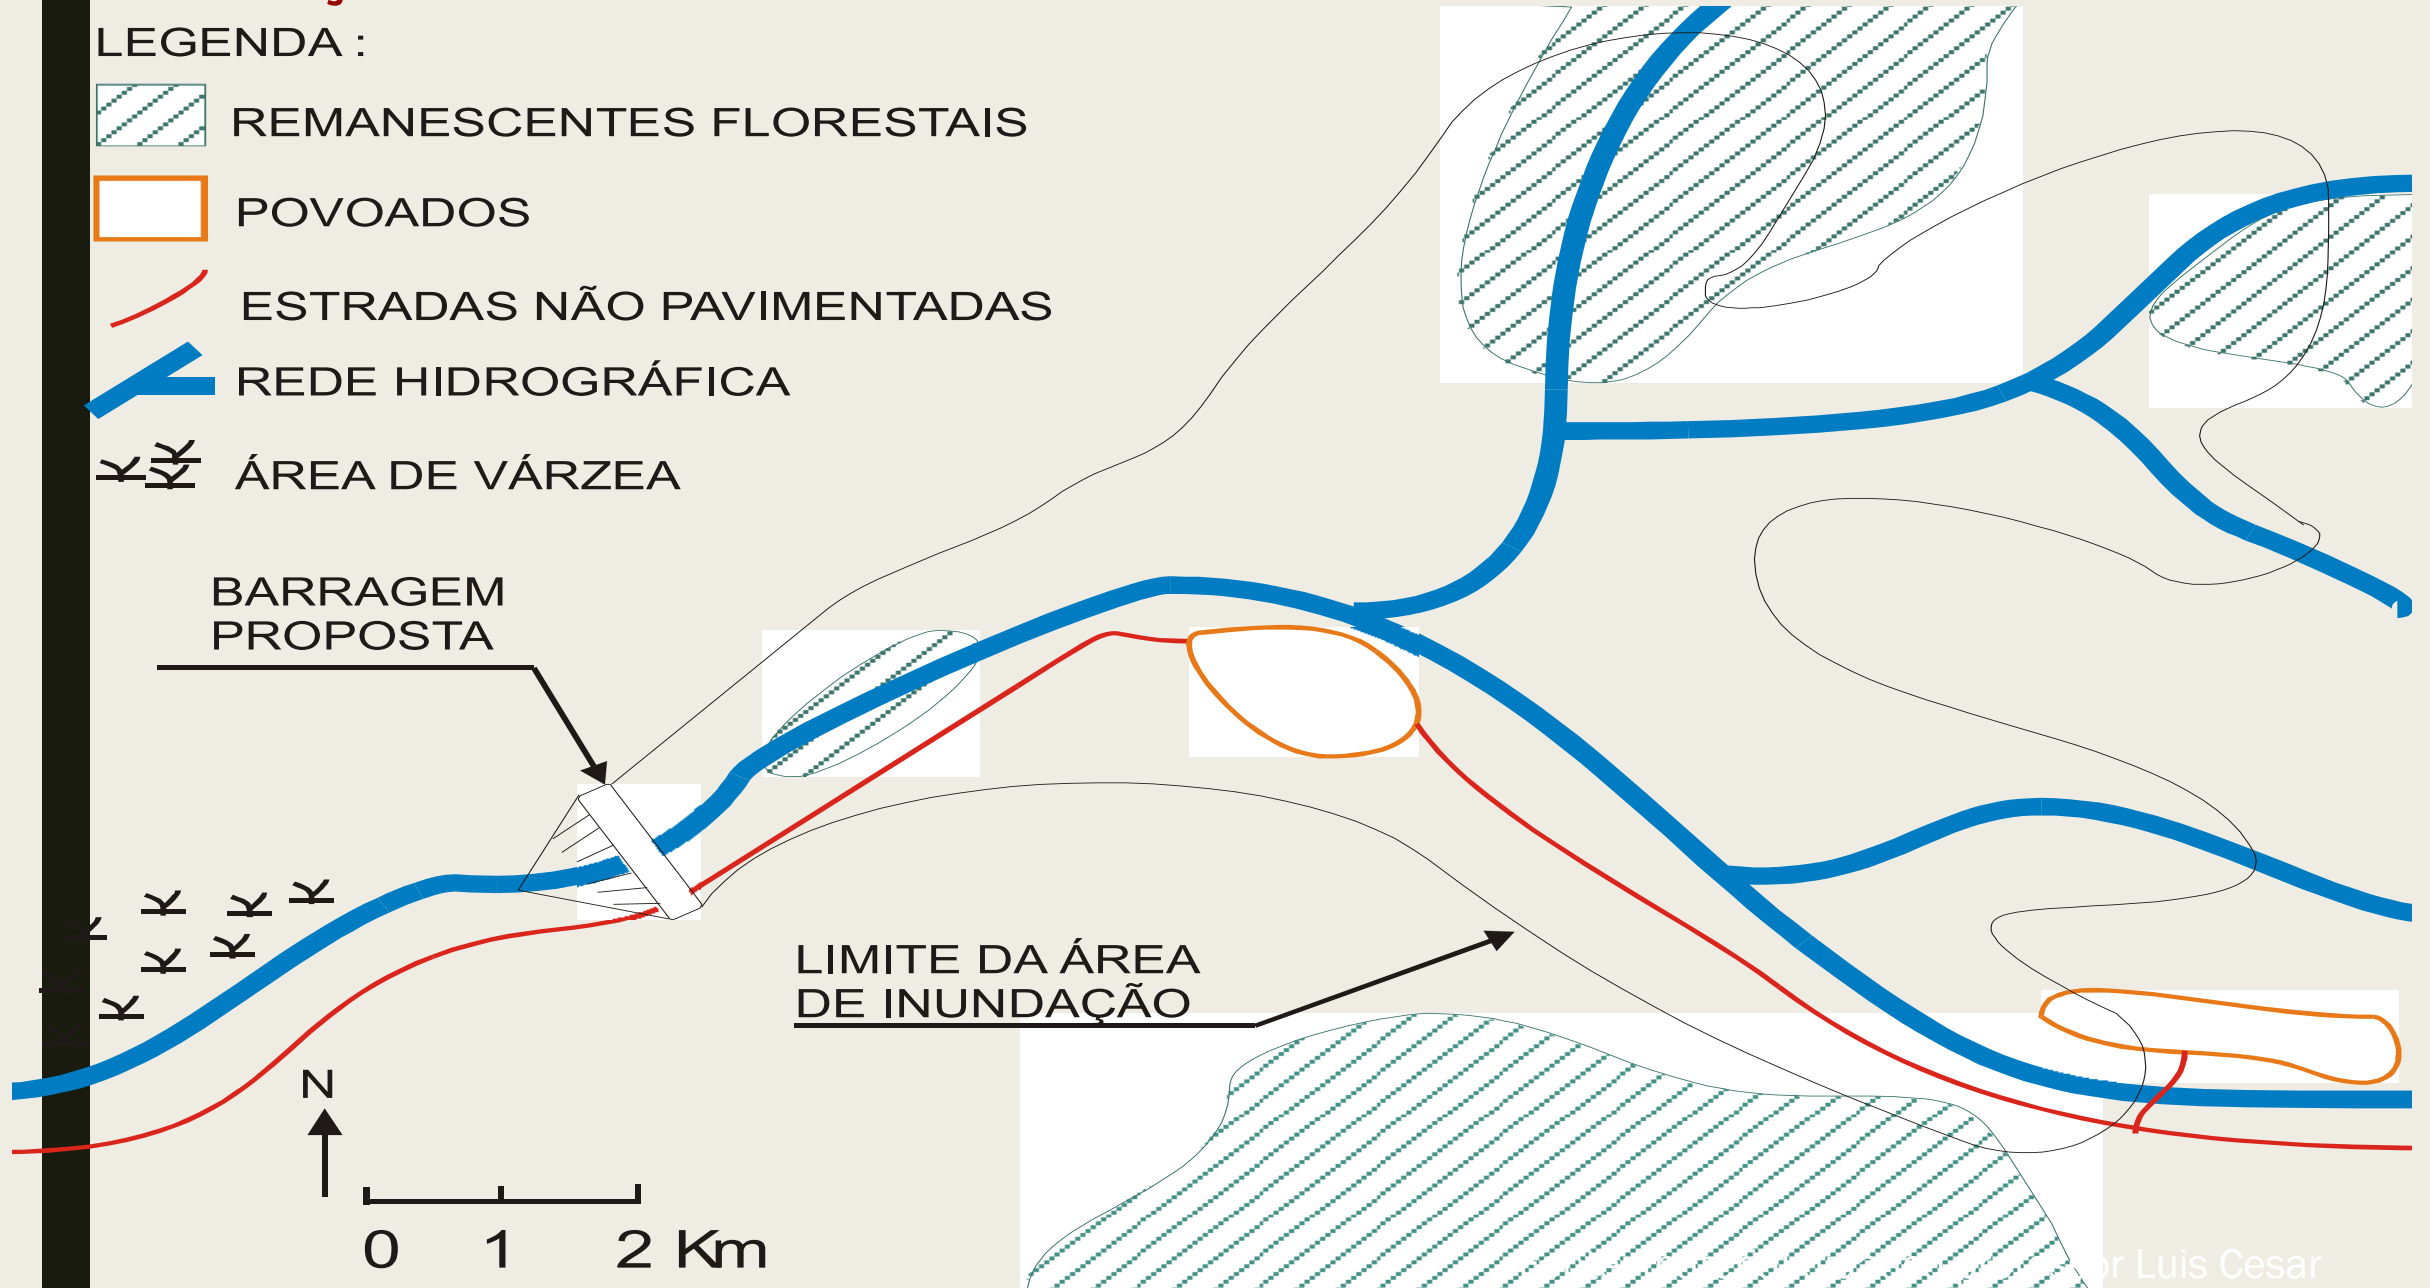 LEGENDA :
REMANESCENTES FLORESTAIS
POVOADOS
ESTRADAS NÃO PAVIMENTADAS
REDE HIDROGRÁFICA
ÁREA DE VÁRZEA
BARRAGEM
PROPOSTA
LIMITE DA ÁREA
DE INUNDAÇÃO
N
0 1 2 Km
or Luis Cesar